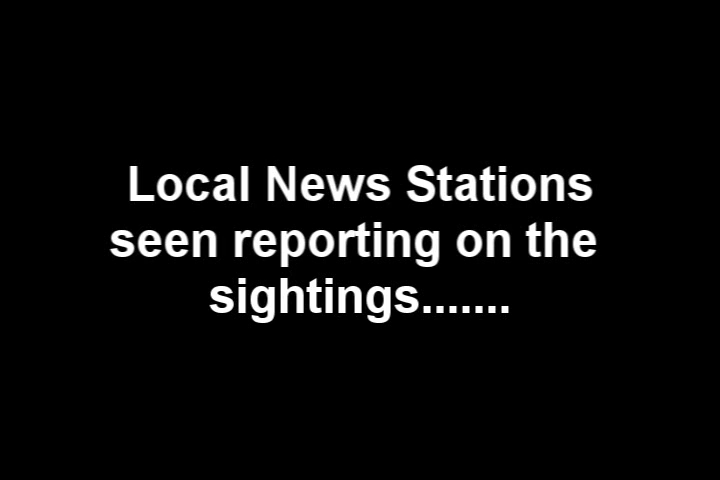 Local News Stations
seen reporting on the
sightings.......